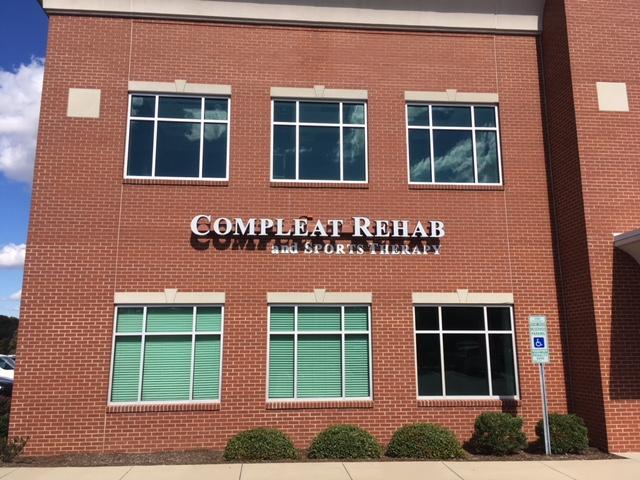 COMPLEAT REHAB
and SPORTS THERAPY